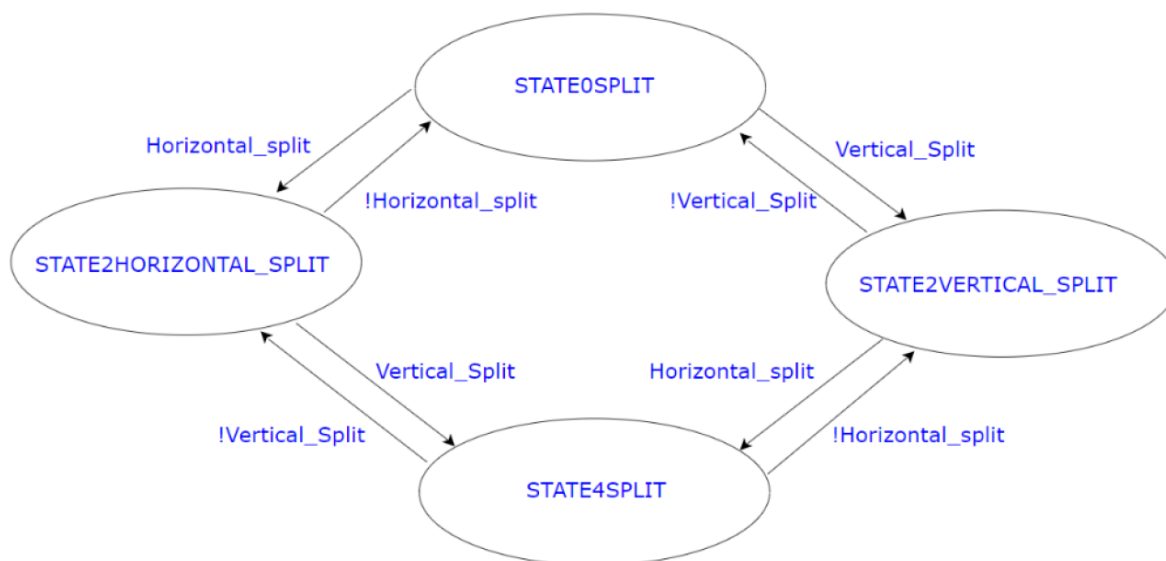 STATE0SPLIT
Horizontal_split
Vertical_Split
!Horizontal_split
!Vertical_Split
STATE2HORIZONTAL_SPLIT
STATE2VERTICAL_SPLIT
Vertical_Split
Horizontal_split
!Vertical_Split
!Horizontal_split
STATE4SPLIT